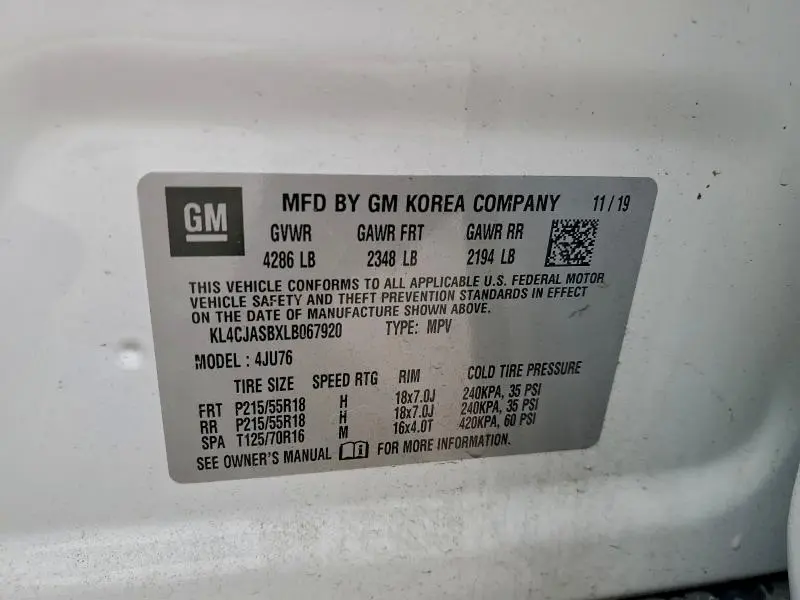 GM MFD BY GM KOREA COMPANY 11/19
GVWR GAWR FRT GAWR RR
4286 LB 2348 LB 2194 LB
THIS VEHICLE CONFORMS TO ALL APPLICABLE U.S. FEDERAL MOTOR
VEHICLE SAFETY AND THEFT PREVENTION STANDARDS IN EFFECT
ON THE DATE OF MANUFACTURE SHOWN ABOVE.
KL4CJASBXLB067920 TYPE: MPV
MODEL: 4JU76
TIRE SIZE SPEED RTG RIM COLD TIRE PRESSURE
FRT P215/55R18 H 18x7.0J 240KPA, 35 PSI
RR P215/55R18 H 18x7.0J 240KPA, 35 PSI
SPA T125/70R16 M 16x4.0T 420KPA, 60 PSI
SEE OWNER'S MANUAL FOR MORE INFORMATION.